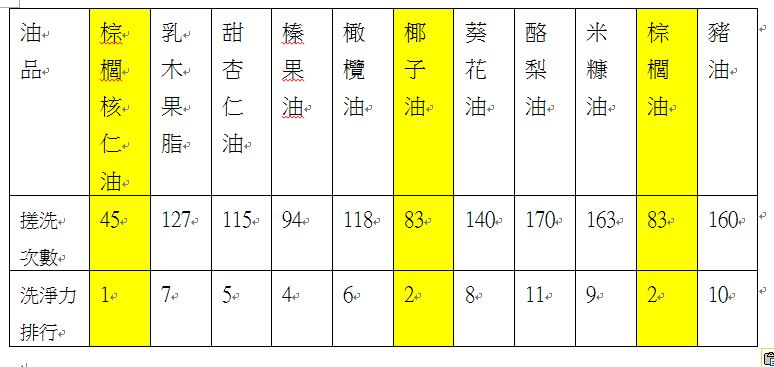 油品 棕櫚核仁油 乳木果脂 甜杏仁油 榛果油 橄欖油 椰子油 葵花油 酪梨油 米糠油 棕櫚油 豬油
搓洗次數 45 127 115 94 118 83 140 170 163 83 160
洗淨力排行 1 7 5 4 6 2 8 11 9 2 10